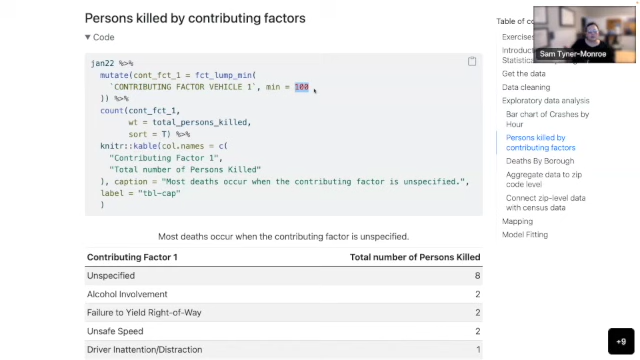 Persons killed by contributing factors
▼ Code
jan22 %>%
mutate(cont_fct_1 = fct_lump_min(
`CONTRIBUTING FACTOR VEHICLE 1`, min = 100
)) %>%
count(cont_fct_1,
wt = total_persons_killed,
sort = T) %>%
knitr::kable(col.names = c(
"Contributing Factor 1",
"Total number of Persons Killed"
), caption = "Most deaths occur when the contributing factor is unspecified.",
label = "tbl-cap"
)
Most deaths occur when the contributing factor is unspecified.
Contributing Factor 1 Total number of Persons Killed
Unspecified 8
Alcohol Involvement 2
Failure to Yield Right-of-Way 2
Unsafe Speed 2
Driver Inattention/Distraction 1
Table of co
Exercises
Introduct
Statistics
Get the data
Data cleaning
Exploratory data analysis
Bar chart of Crashes by
Hour
Persons killed by
contributing factors
Deaths By Borough
Aggregate data to zip
code level
Connect zip-level data
with census data
Mapping
Model Fitting
Sam Tyner-Monroe
+9